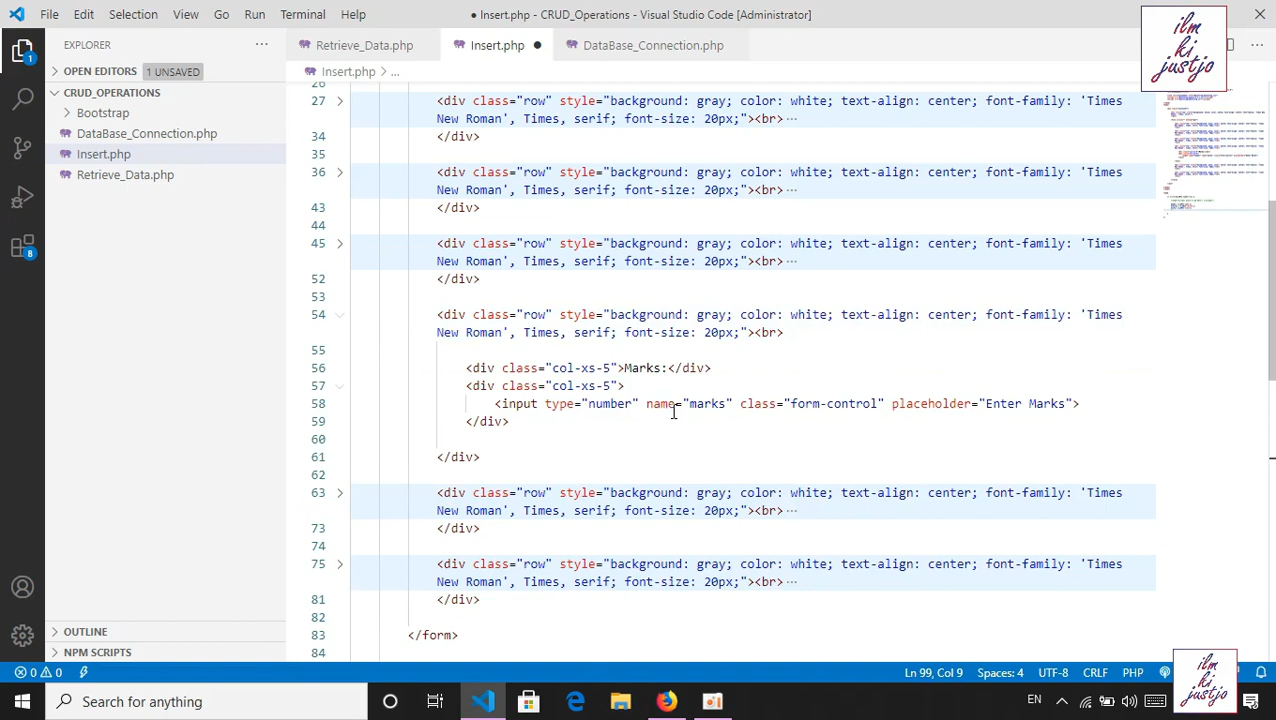 File Edit Selection View Go Run Terminal Help
● Insert.php - CRUD_Operations - Visual Studio Code [Administrator]
ilm
ki
justjo
EXPLORER
Retrieve_Data.php
Insert.php
DataBase_Connection.php
OPEN EDITORS 1 UNSAVED
Insert.php > ...
CRUD_OPERATIONS
Bootstrap
DataBase_Connection.php
Insert.php
Retrieve_Data.php
26
27 <div class="row" style="background: gray; color: white; text-align: center; font-family: 'Times
New Roman', Times, serif; font-size: 20px;"><br>…
34 </div>
35
36 <div class="row" style="background: gray; color: white; text-align: center; font-family: 'Times
New Roman', Times, serif; font-size: 20px;"><br>…
43 </div>
44
45 <div class="row" style="background: gray; color: white; text-align: center; font-family: 'Times
New Roman', Times, serif; font-size: 20px;"><br>…
52 </div>
53
54 <div class="row" style="background: gray; color: white; text-align: center; font-family: 'Times
New Roman', Times, serif; font-size: 20px;"><br>
55
56 <div class="col-xs-5">Marks:</div>
57 <div class="col-xs-5">
58 <input type="number" name="marks" class="form-control" placeholder="Enter Marks">
59 </div>
60
61 </div>
62
63 <div class="row" style="background: gray; color: white; text-align: center; font-family: 'Times
New Roman', Times, serif; font-size: 20px;"><br>…
73 </div>
74
75 <div class="row" style="background: gray; color: white; text-align: center; font-family: 'Times
New Roman', Times, serif; font-size: 20px;"><br>…
81 </div>
82
83 </form>
84
1
8
OUTLINE
NPM SCRIPTS
0 0
Ln 99, Col 9 Spaces: 4 UTF-8 CRLF PHP
ilm
ki
justjo
Search for anything
EN